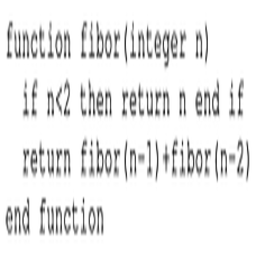 function fibor(integer n)
if n<2 then return n end if
return fibor(n-1)+fibor(n-2)
end function